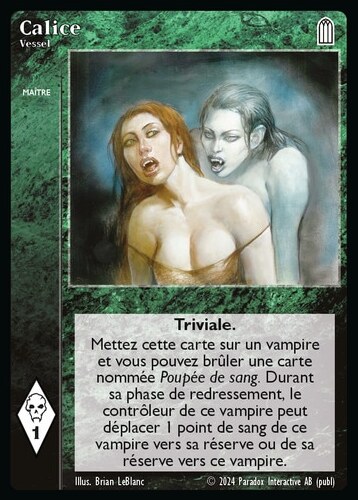 Calice
Vessel
MAÎTRE
Triviale.
Mettez cette carte sur un vampire
et vous pouvez brûler une carte
nommée Poupée de sang. Durant
sa phase de redressement, le
contrôleur de ce vampire peut
déplacer 1 point de sang de ce
vampire vers sa réserve ou de sa
réserve vers ce vampire.
1
Illus. Brian LeBlanc
© 2024 Paradox Interactive AB (publ)